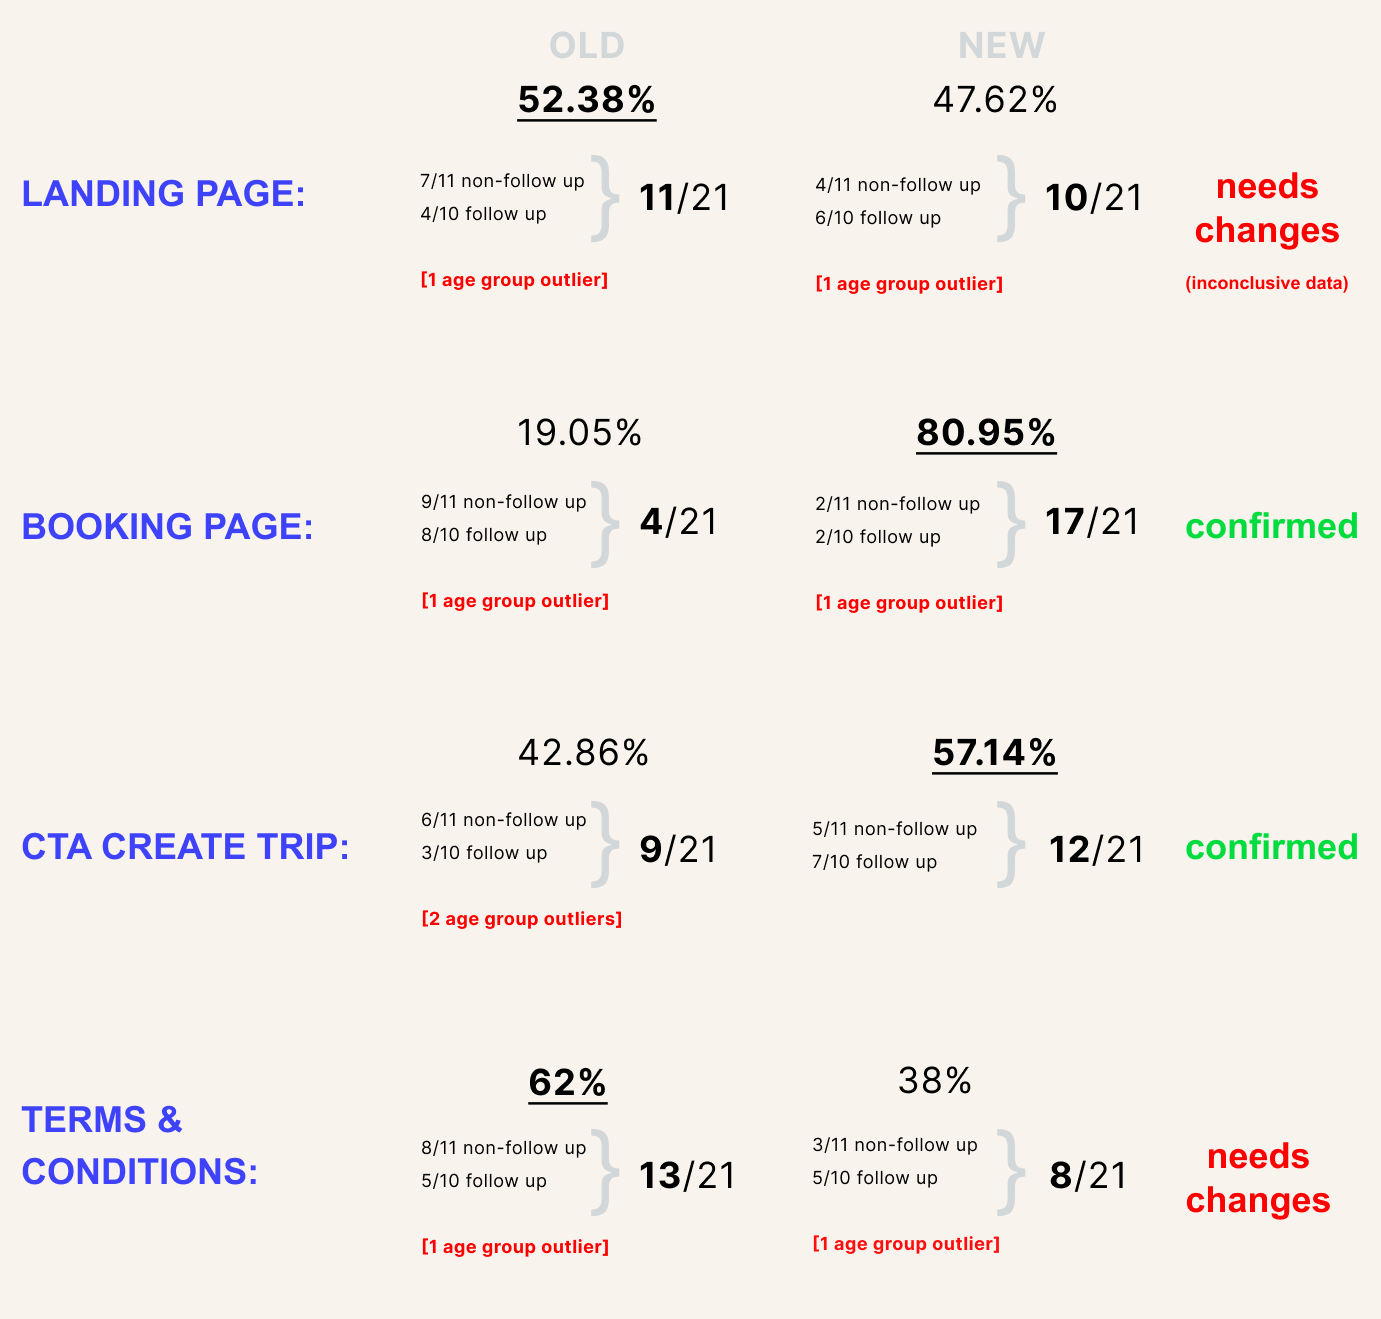 OLD NEW
52.38% 47.62%
LANDING PAGE:
7/11 non-follow up
4/10 follow up
} 11/21
[1 age group outlier]
4/11 non-follow up
6/10 follow up
} 10/21
[1 age group outlier]
needs
changes
(inconclusive data)
19.05% 80.95%
BOOKING PAGE:
9/11 non-follow up
8/10 follow up
} 4/21
[1 age group outlier]
2/11 non-follow up
2/10 follow up
} 17/21
[1 age group outlier]
confirmed
42.86% 57.14%
CTA CREATE TRIP:
6/11 non-follow up
3/10 follow up
} 9/21
[2 age group outliers]
5/11 non-follow up
7/10 follow up
} 12/21
confirmed
62% 38%
TERMS &
CONDITIONS:
8/11 non-follow up
5/10 follow up
} 13/21
[1 age group outlier]
3/11 non-follow up
5/10 follow up
} 8/21
[1 age group outlier]
needs
changes